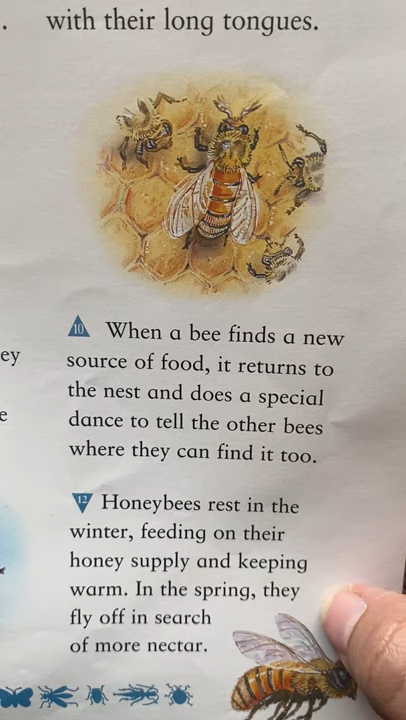 . with their long tongues.
10 When a bee finds a new
ey
source of food, it returns to
the nest and does a special
e
dance to tell the other bees
where they can find it too.
12 Honeybees rest in the
winter, feeding on their
honey supply and keeping
warm. In the spring, they
fly off in search
of more nectar.